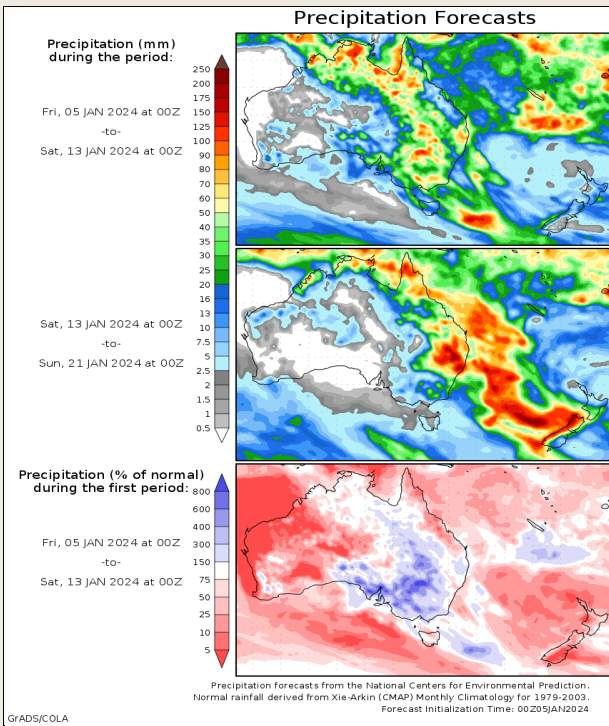 Precipitation Forecasts
Precipitation (mm)
during the period:
Fri, 05 JAN 2024 at 00Z
-to-
Sat, 13 JAN 2024 at 00Z
250
200
175
150
125
100
90
80
70
60
50
40
35
30
25
20
16
13
10
7.5
5
2.5
2
1.5
1
0.5
Sat, 13 JAN 2024 at 00Z
-to-
Sun, 21 JAN 2024 at 00Z
Precipitation (% of normal)
during the first period:
Fri, 05 JAN 2024 at 00Z
-to-
Sat, 13 JAN 2024 at 00Z
800
600
400
300
150
75
50
25
10
5
Precipitation forecasts from the National Centers for Environmental Prediction.
Normal rainfall derived from Xie-Arkin (CMAP) Monthly Climatology for 1979-2003.
Forecast Initialization Time: 00Z05JAN2024
GrADS/COLA